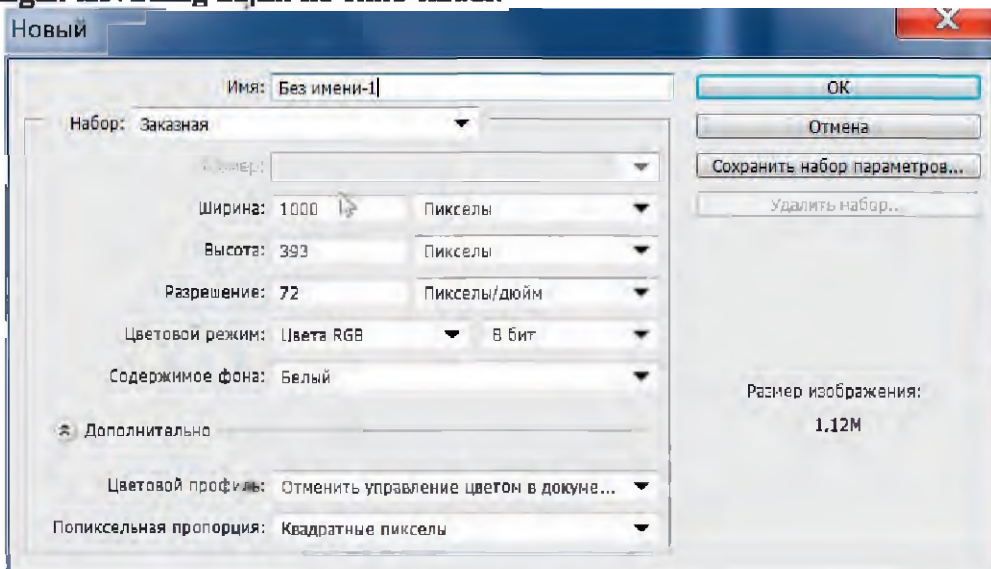 Новый
Имя: Без имени-1
ОК
Набор: Заказная
Отмена
Сохранить набор параметров...
Ширина: 1000 Пикселы
Удалить набор..
Высота: 393 Пикселы
Разрешение: 72 Пикселы/дюйм
Цветовой режим: Цвета RGB 8 бит
Содержимое фона: Белый
Размер изображения:
1,12M
Дополнительно
Цветовой профиль: Отменить управление цветом в докуме...
Попиксельная пропорция: Квадратные пикселы